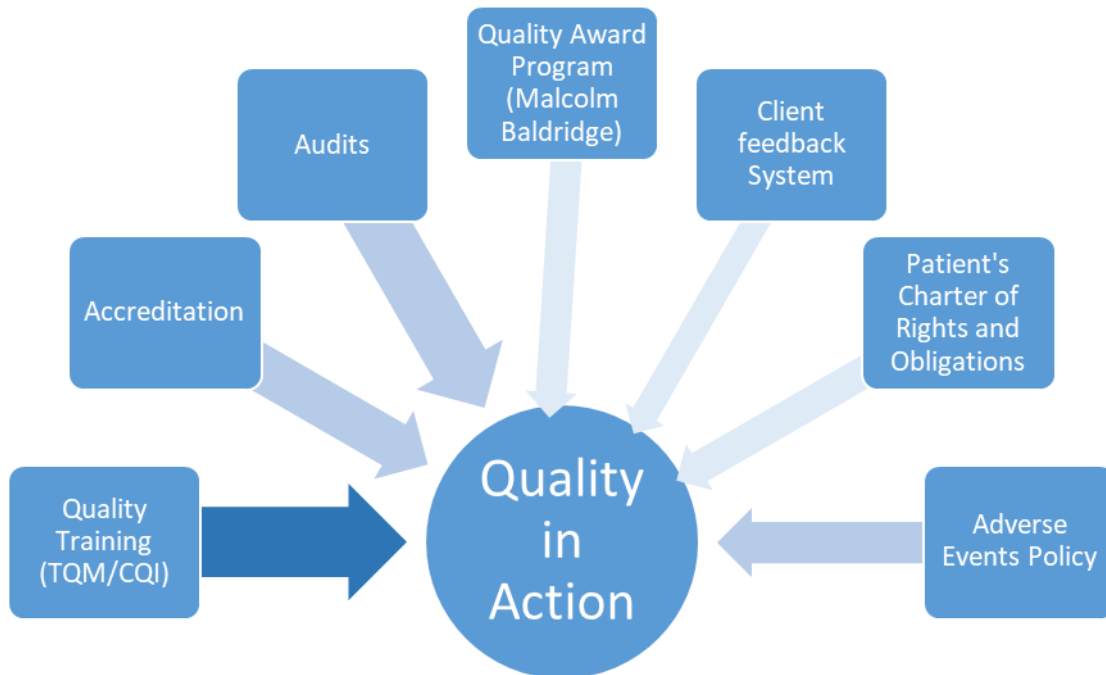 Quality Award
Program
(Malcolm
Baldridge)
Audits
Client
feedback
System
Accreditation
Patient's
Charter of
Rights and
Obligations
Quality
Training
(TQM/CQI)
Quality
in
Action
Adverse
Events Policy